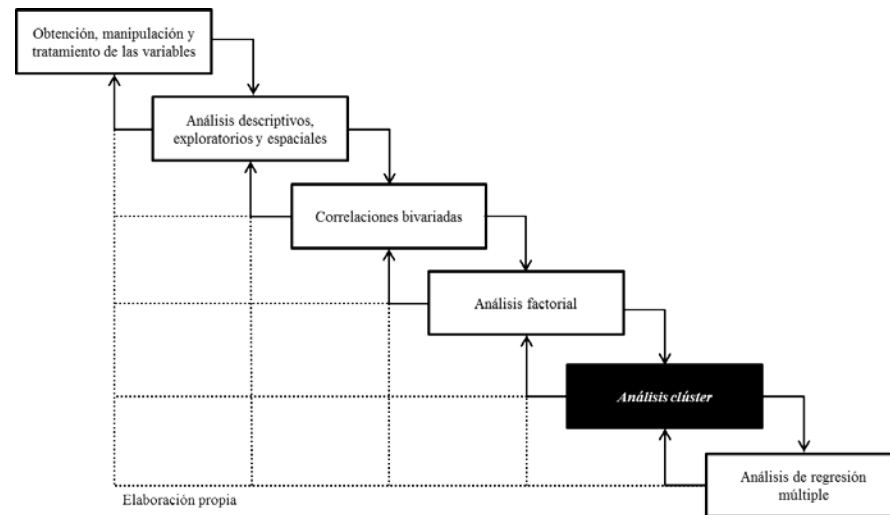 Obtención, manipulación y
tratamiento de las variables
Análisis descriptivos,
exploratorios y espaciales
Correlaciones bivariadas
Análisis factorial
Análisis clúster
Análisis de regresión
múltiple
Elaboración propia